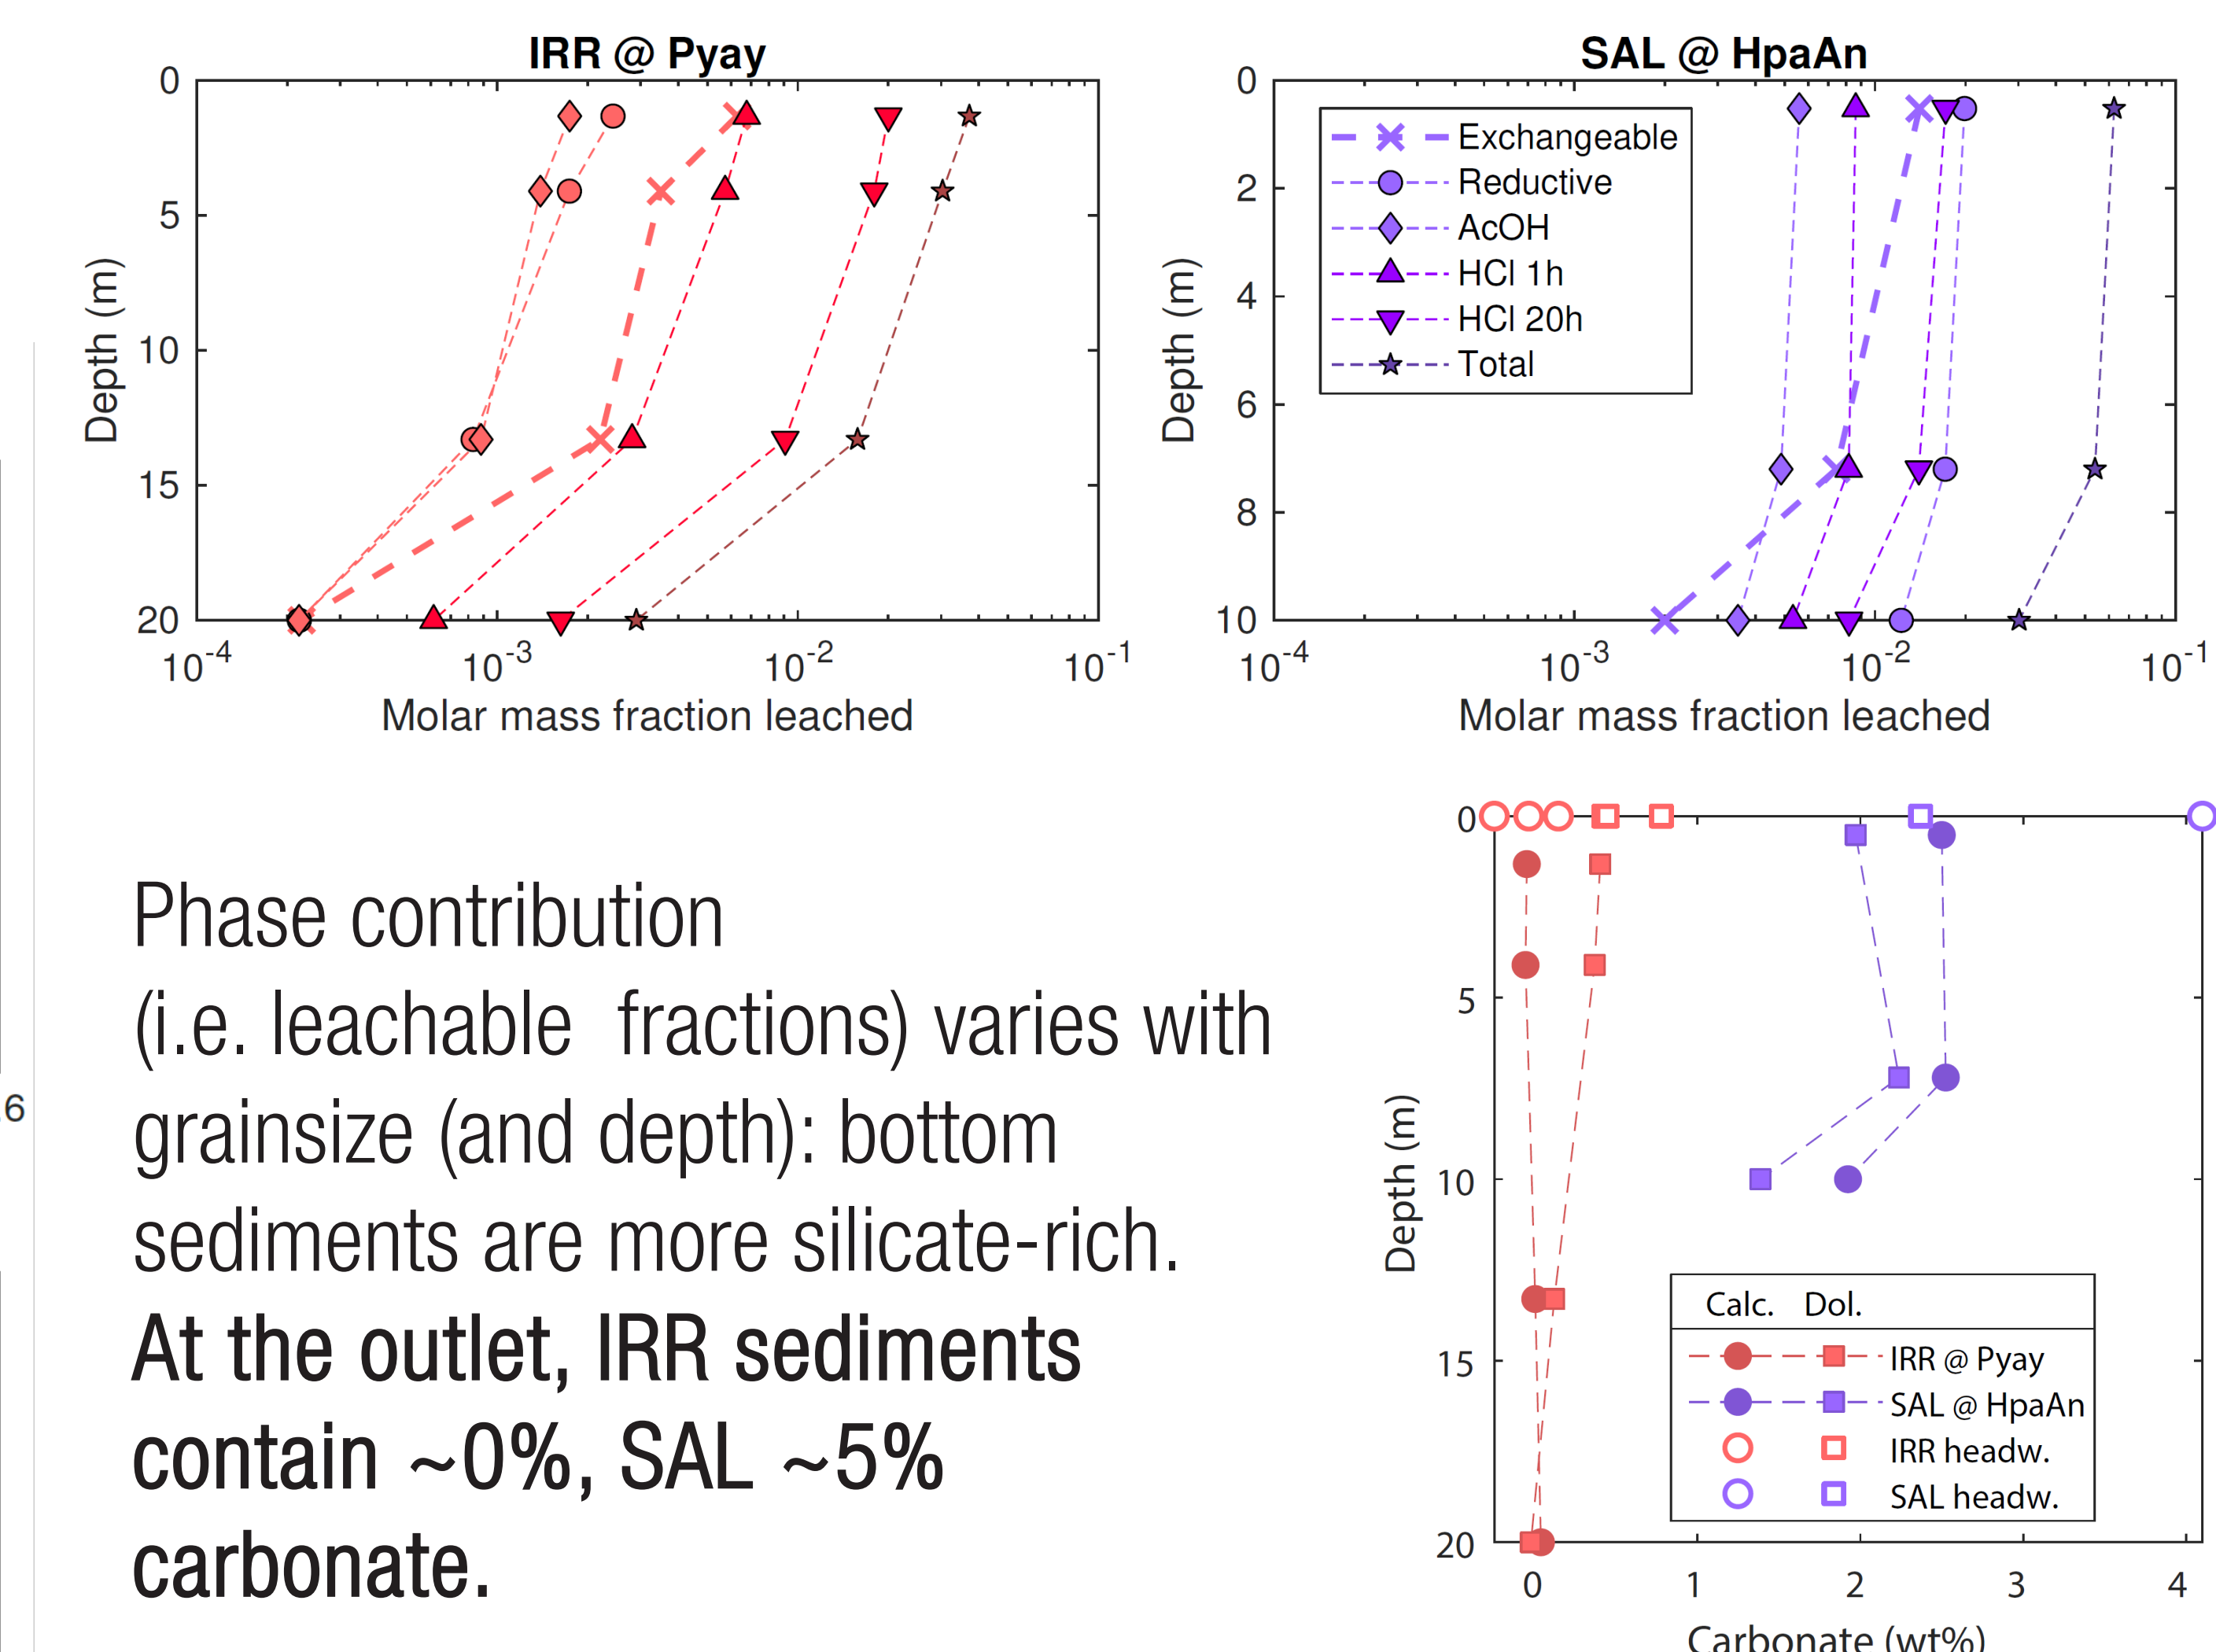 IRR @ Pyay
0
5
10
15
20
Depth (m)
10-4
10-3
10-2
10-1
Molar mass fraction leached
SAL @ HpaAn
0
2
4
6
8
10
Depth (m)
Exchangeable
Reductive
AcOH
HCl 1h
HCl 20h
Total
10-4
10-3
10-2
10-1
Molar mass fraction leached
6
Phase contribution
(i.e. leachable fractions) varies with
grainsize (and depth): bottom
sediments are more silicate-rich.
At the outlet, IRR sediments
contain ~0%, SAL ~5%
carbonate.
0
5
10
15
20
Depth (m)
Calc. Dol.
IRR @ Pyay
SAL @ HpaAn
IRR headw.
SAL headw.
0
1
2
3
4
Carbonate (wt%)